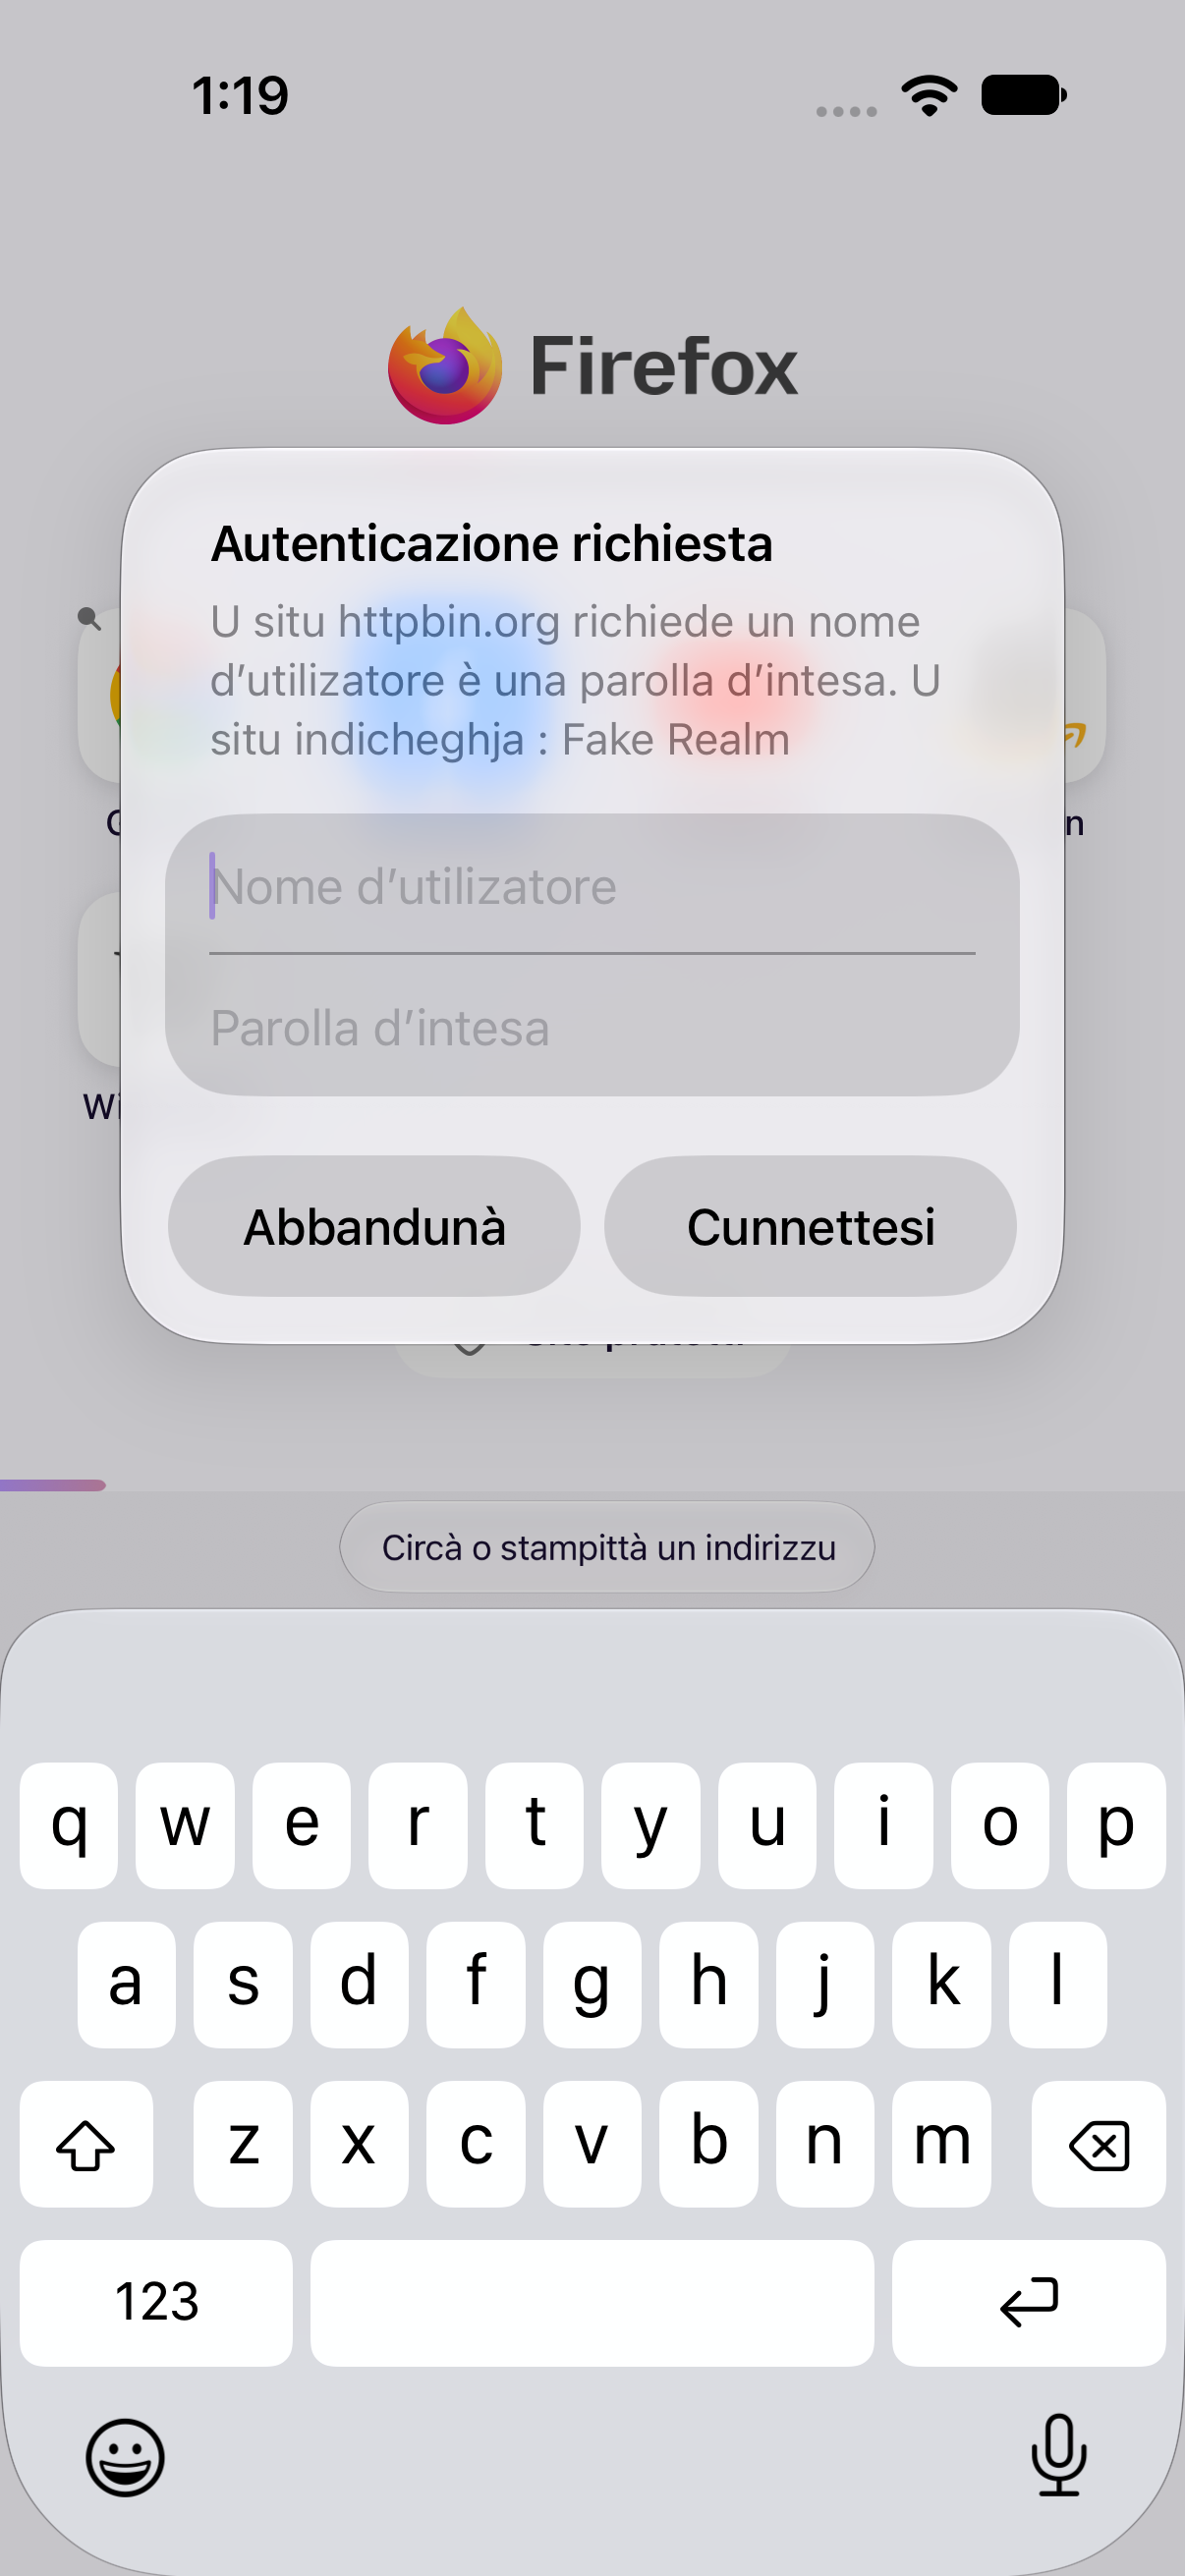 1:19
Firefox
Autenticazione richiesta
U situ httpbin.org richiede un nome
d’utilizatore è una parolla d’intesa. U
situ indicheghja : Fake Realm
Nome d’utilizatore
Parolla d’intesa
Abbandunà
Cunnettesi
Circà o stampittà un indirizzu
q w e r t y u i o p
a s d f g h j k l
z x c v b n m
123